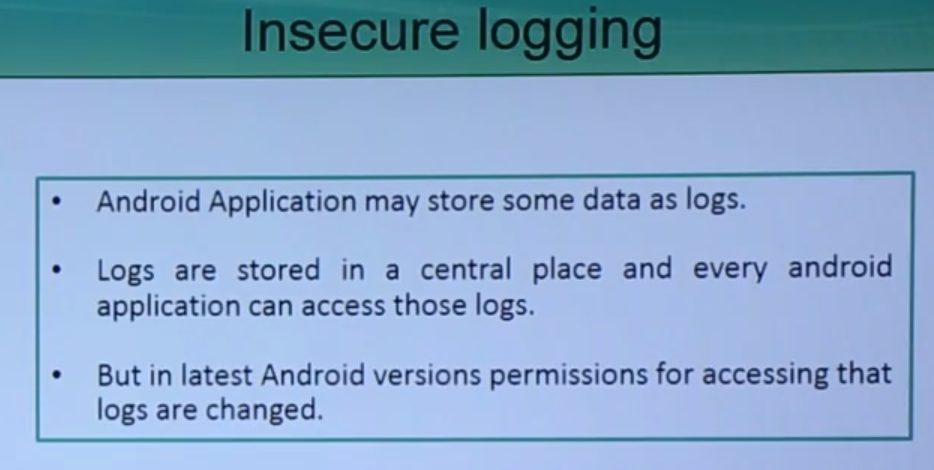 Insecure logging
• Android Application may store some data as logs.
• Logs are stored in a central place and every android
application can access those logs.
• But in latest Android versions permissions for accessing that
logs are changed.